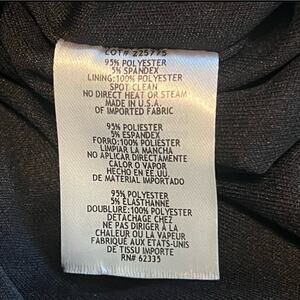 LOT# 225775
95% POLYESTER
5% SPANDEX
LINING:100% POLYESTER
SPOT CLEAN
NO DIRECT HEAT OR STEAM
MADE IN U.S.A.
OF IMPORTED FABRIC
95% POLIESTER
5% ESPANDEX
FORRO:100% POLIESTER
LIMPIAR LA MANCHA
NO APLICAR DIRECTAMENTE
CALOR O VAPOR
HECHO EN EE.UU.
DE MATERIAL IMPORTADO
95% POLYESTER
5% ELASTHANNE
DOUBLURE:100% POLYESTER
DETACHAGE CHEZ
NE PAS DIRIGER À LA
CHALEUR OU LA VAPEUR
FABRIQUÉ AUX ETATS-UNIS
DE TISSU IMPORTE
RN# 62335